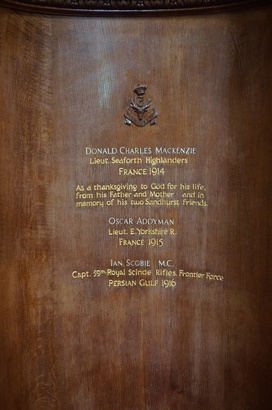 DONALD CHARLES MACKENZIE
Lieut. Seaforth Highlanders
FRANCE 1914
As a thanksgiving to God for his life,
from his Father and Mother and in
memory of his two Sandhurst Friends.
OSCAR ADDYMAN
Lieut. E. Yorkshire R.
FRANCE 1915
IAN SCOBIE M.C.
Capt. 59th Royal Scinde Rifles, Frontier Force
PERSIAN GULF 1916